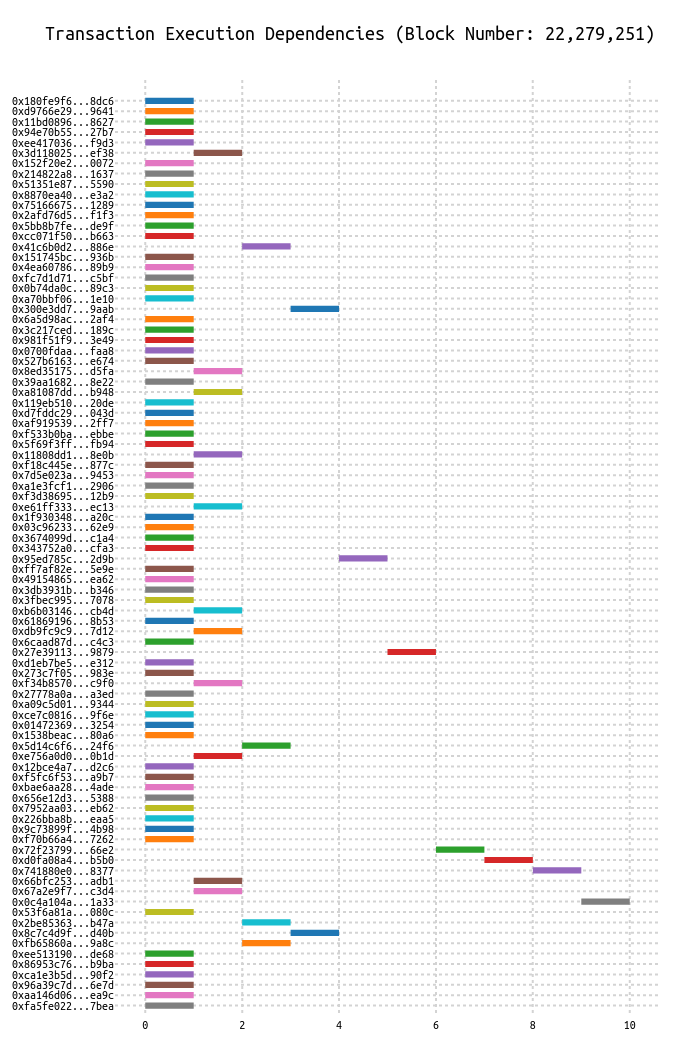 Transaction Execution Dependencies (Block Number: 22,279,251)
0x180fe9f6...8dc6
0xd9766e29...9641
0x11bd0896...8627
0x94e70b55...27b7
0xee417036...f9d3
0x3d118025...ef38
0x152f20e2...0072
0x214822a8...1637
0x51351e87...5590
0x8870ea40...e3a2
0x75166675...1289
0x2afd76d5...f1f3
0x5bb8b7fe...de9f
0xcc071f50...b663
0x41c6b0d2...886e
0x151745bc...936b
0x4ea60786...89b9
0xfc7d1d71...c5bf
0x0b74da0c...89c3
0xa70bbf06...1e10
0x300e3dd7...9aab
0x6a5d98ac...2af4
0x3c217ced...189c
0x981f51f9...3e49
0x0700fdaa...faa8
0x527b6163...e674
0x8ed35175...d5fa
0x39aa1682...8e22
0xa81087dd...b948
0x119eb510...20de
0xd7fddc29...043d
0xaf919539...2ff7
0xf533b0ba...ebbe
0x5f69f3ff...fb94
0x11808dd1...8e0b
0xf18c445e...877c
0x7d5e023a...9453
0xa1e3fcf1...2906
0xf3d38695...12b9
0xe61ff333...ec13
0x1f930348...a20c
0x03c96233...62e9
0x3674099d...c1a4
0x343752a0...cfa3
0x95ed785c...2d9b
0xff7af82e...5e9e
0x49154865...ea62
0x3db3931b...b346
0x3fbec995...7078
0xb6b03146...cb4d
0x61869196...8b53
0xdb9fc9c9...7d12
0x6caad87d...c4c3
0x27e39113...9879
0xd1eb7be5...e312
0x273c7f05...983e
0xf34b8570...c9f0
0x27778a0a...a3ed
0xa09c5d01...9344
0xce7c0816...9f6e
0x01472369...3254
0x1538beac...80a6
0x5d14c6f6...24f6
0xe756a0d0...0b1d
0x12bce4a7...d2c6
0xf5fc6f53...a9b7
0xbae6aa28...4ade
0x656e12d3...5388
0x7952aa03...eb62
0x226bba8b...eaa5
0x9c73899f...4b98
0xf70b66a4...7262
0x72f23799...66e2
0xd0fa08a4...b5b0
0x741880e0...8377
0x66bfc253...adb1
0x67a2e9f7...c3d4
0x0c4a104a...1a33
0x53f6a81a...080c
0x2be85363...b47a
0x8c7c4d9f...d40b
0xfb65860a...9a8c
0xee513190...de68
0x86953c76...b9ba
0xca1e3b5d...90f2
0x96a39c7d...6e7d
0xaa146d06...ea9c
0xfa5fe022...7bea
0 2 4 6 8 10